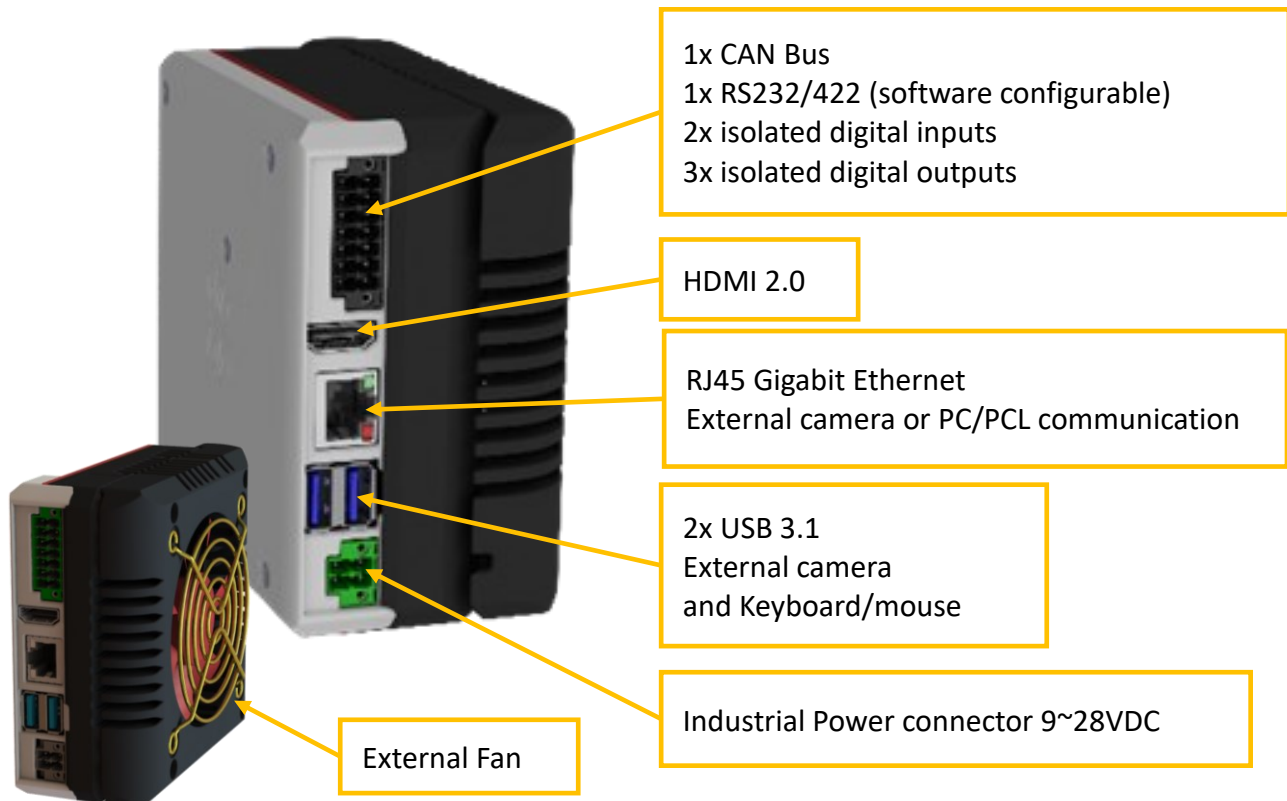 1x CAN Bus
1x RS232/422 (software configurable)
2x isolated digital inputs
3x isolated digital outputs
HDMI 2.0
RJ45 Gigabit Ethernet
External camera or PC/PCL communication
2x USB 3.1
External camera
and Keyboard/mouse
Industrial Power connector 9~28VDC
External Fan